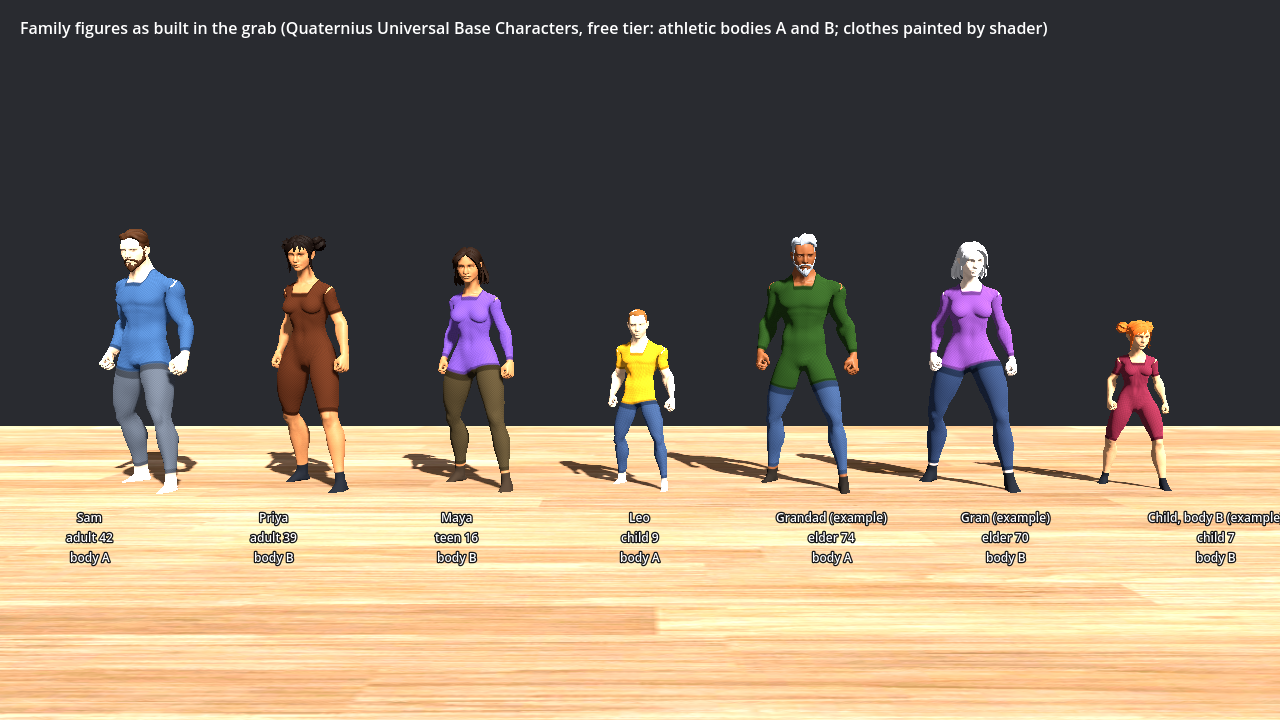 Family figures as built in the grab (Quaternius Universal Base Characters, free tier: athletic bodies A and B; clothes painted by shader)
Sam
adult 42
body A
Priya
adult 39
body B
Maya
teen 16
body B
Leo
child 9
body A
Grandad (example)
elder 74
body A
Gran (example)
elder 70
body B
Child, body B (example
child 7
body B